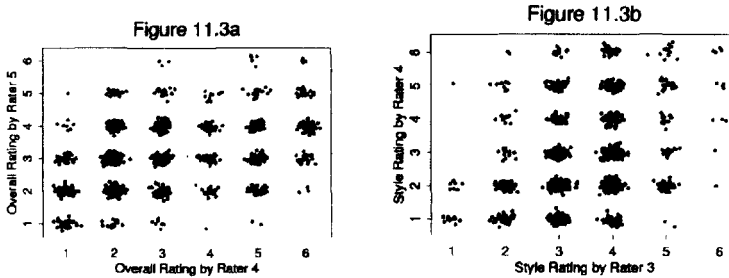 Figure 11.3a
Overall Rating by Rater 5
6
5
4
3
2
1
1 2 3 4 5 6
Overall Rating by Rater 4
Figure 11.3b
Style Rating by Rater 4
6
5
4
3
2
1
1 2 3 4 5 6
Style Rating by Rater 3